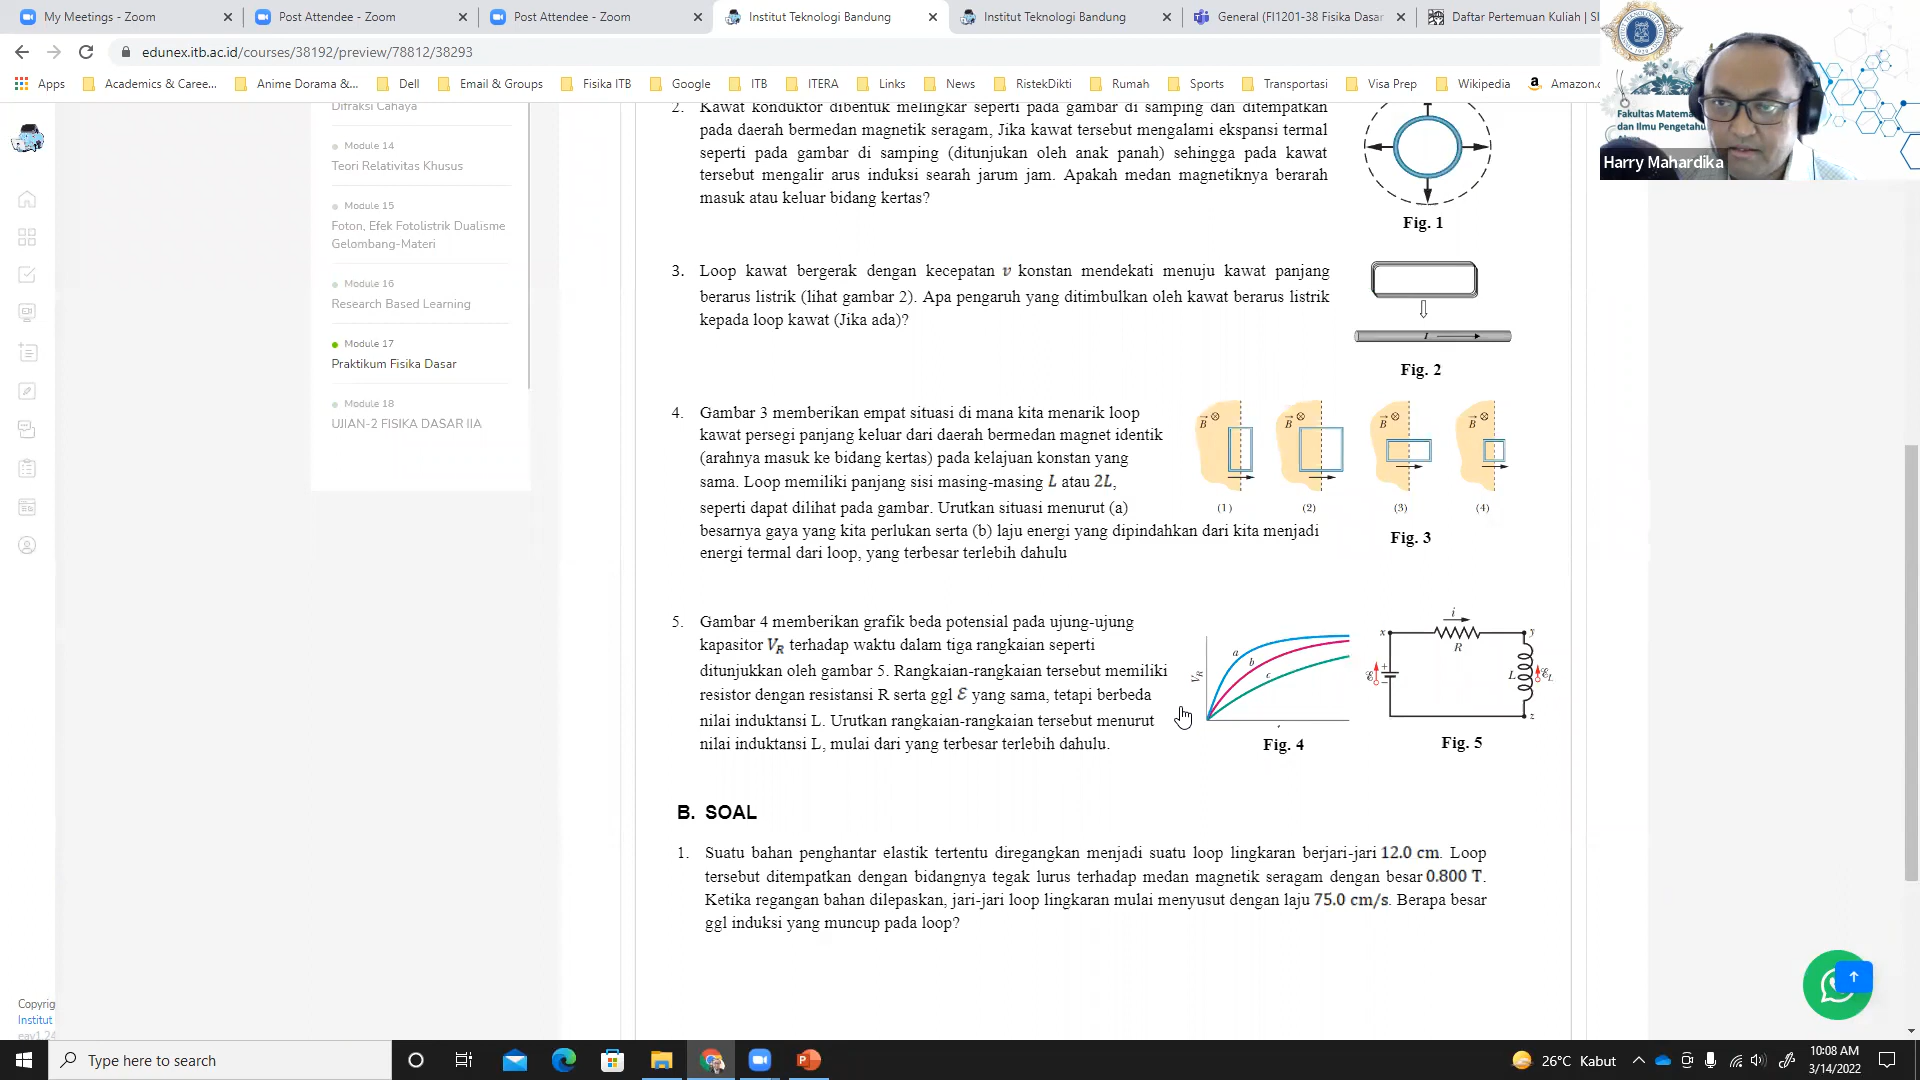 My Meetings - Zoom
Post Attendee - Zoom
Post Attendee - Zoom
Institut Teknologi Bandung
Institut Teknologi Bandung
General (FI1201-38 Fisika Dasar
Daftar Pertemuan Kuliah | SI
edunex.itb.ac.id/courses/38192/preview/78812/38293
Apps
Academics & Caree...
Anime Dorama &...
Dell
Email & Groups
Fisika ITB
Google
ITB
ITERA
Links
News
RistekDikti
Rumah
Sports
Transportasi
Visa Prep
Wikipedia
Amazon.c
Fakultas Matema
dan Ilmu Pengetahu
Harry Mahardika
Difraksi Cahaya
Module 14
Teori Relativitas Khusus
Module 15
Foton, Efek Fotolistrik Dualisme
Gelombang-Materi
Module 16
Research Based Learning
Module 17
Praktikum Fisika Dasar
Module 18
UJIAN-2 FISIKA DASAR IIA
2. Kawat konduktor dibentuk melingkar seperti pada gambar di samping dan ditempatkan
pada daerah bermedan magnetik seragam, Jika kawat tersebut mengalami ekspansi termal
seperti pada gambar di samping (ditunjukan oleh anak panah) sehingga pada kawat
tersebut mengalir arus induksi searah jarum jam. Apakah medan magnetiknya berarah
masuk atau keluar bidang kertas?
Fig. 1
3. Loop kawat bergerak dengan kecepatan v konstan mendekati menuju kawat panjang
berarus listrik (lihat gambar 2). Apa pengaruh yang ditimbulkan oleh kawat berarus listrik
kepada loop kawat (Jika ada)?
I
Fig. 2
4. Gambar 3 memberikan empat situasi di mana kita menarik loop
kawat persegi panjang keluar dari daerah bermedan magnet identik
(arahnya masuk ke bidang kertas) pada kelajuan konstan yang
sama. Loop memiliki panjang sisi masing-masing L atau 2L,
seperti dapat dilihat pada gambar. Urutkan situasi menurut (a)
besarnya gaya yang kita perlukan serta (b) laju energi yang dipindahkan dari kita menjadi
energi termal dari loop, yang terbesar terlebih dahulu
B B B B
(1) (2) (3) (4)
Fig. 3
5. Gambar 4 memberikan grafik beda potensial pada ujung-ujung
kapasitor V_R terhadap waktu dalam tiga rangkaian seperti
ditunjukkan oleh gambar 5. Rangkaian-rangkaian tersebut memiliki
resistor dengan resistansi R serta ggl ℰ yang sama, tetapi berbeda
nilai induktansi L. Urutkan rangkaian-rangkaian tersebut menurut
nilai induktansi L, mulai dari yang terbesar terlebih dahulu.
V_R
a
b
c
Fig. 4
i
x
y
R
ℰ
+
−
L
ℰ_L
z
Fig. 5
B. SOAL
1. Suatu bahan penghantar elastik tertentu diregangkan menjadi suatu loop lingkaran berjari-jari 12.0 cm. Loop
tersebut ditempatkan dengan bidangnya tegak lurus terhadap medan magnetik seragam dengan besar 0.800 T.
Ketika regangan bahan dilepaskan, jari-jari loop lingkaran mulai menyusut dengan laju 75.0 cm/s. Berapa besar
ggl induksi yang muncup pada loop?
Copyrig
Institut
Type here to search
26°C Kabut
10:08 AM
3/14/2022